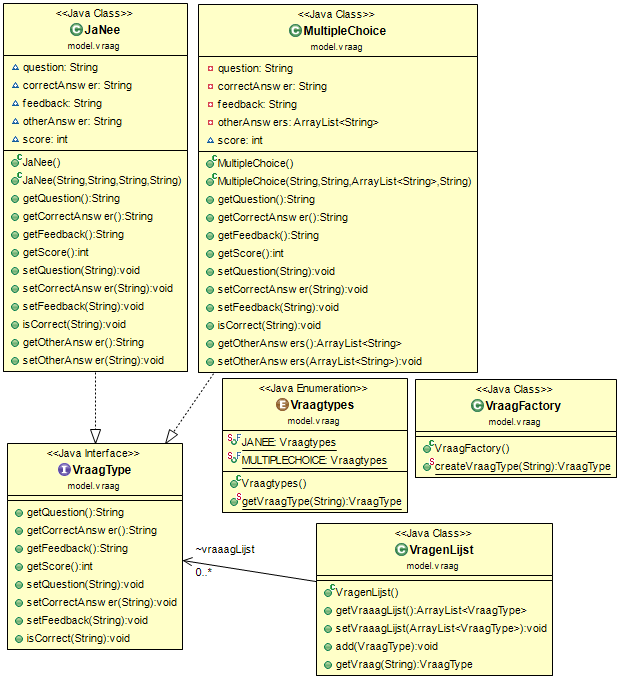 <<Java Class>>
JaNee
model.vraag
question: String
correctAnswer: String
feedback: String
otherAnswer: String
score: int
JaNee()
JaNee(String,String,String,String)
getQuestion():String
getCorrectAnswer():String
getFeedback():String
getScore():int
setQuestion(String):void
setCorrectAnswer(String):void
setFeedback(String):void
isCorrect(String):void
getOtherAnswer():String
setOtherAnswer(String):void
<<Java Class>>
MultipleChoice
model.vraag
question: String
correctAnswer: String
feedback: String
otherAnswers: ArrayList<String>
score: int
MultipleChoice()
MultipleChoice(String,String,ArrayList<String>,String)
getQuestion():String
getCorrectAnswer():String
getFeedback():String
getScore():int
setQuestion(String):void
setCorrectAnswer(String):void
setFeedback(String):void
isCorrect(String):void
getOtherAnswers():ArrayList<String>
setOtherAnswers(ArrayList<String>):void
<<Java Enumeration>>
Vraagtypes
model.vraag
JANEE: Vraagtypes
MULTIPLECHOICE: Vraagtypes
Vraagtypes()
getVraagType(String):VraagType
<<Java Class>>
VraagFactory
model.vraag
VraagFactory()
createVraagType(String):VraagType
<<Java Interface>>
VraagType
model.vraag
getQuestion():String
getCorrectAnswer():String
getFeedback():String
getScore():int
setQuestion(String):void
setCorrectAnswer(String):void
setFeedback(String):void
isCorrect(String):void
~vraaagLijst
0..*
<<Java Class>>
VragenLijst
model.vraag
VragenLijst()
getVraaagLijst():ArrayList<VraagType>
setVraaagLijst(ArrayList<VraagType>):void
add(VraagType):void
getVraag(String):VraagType